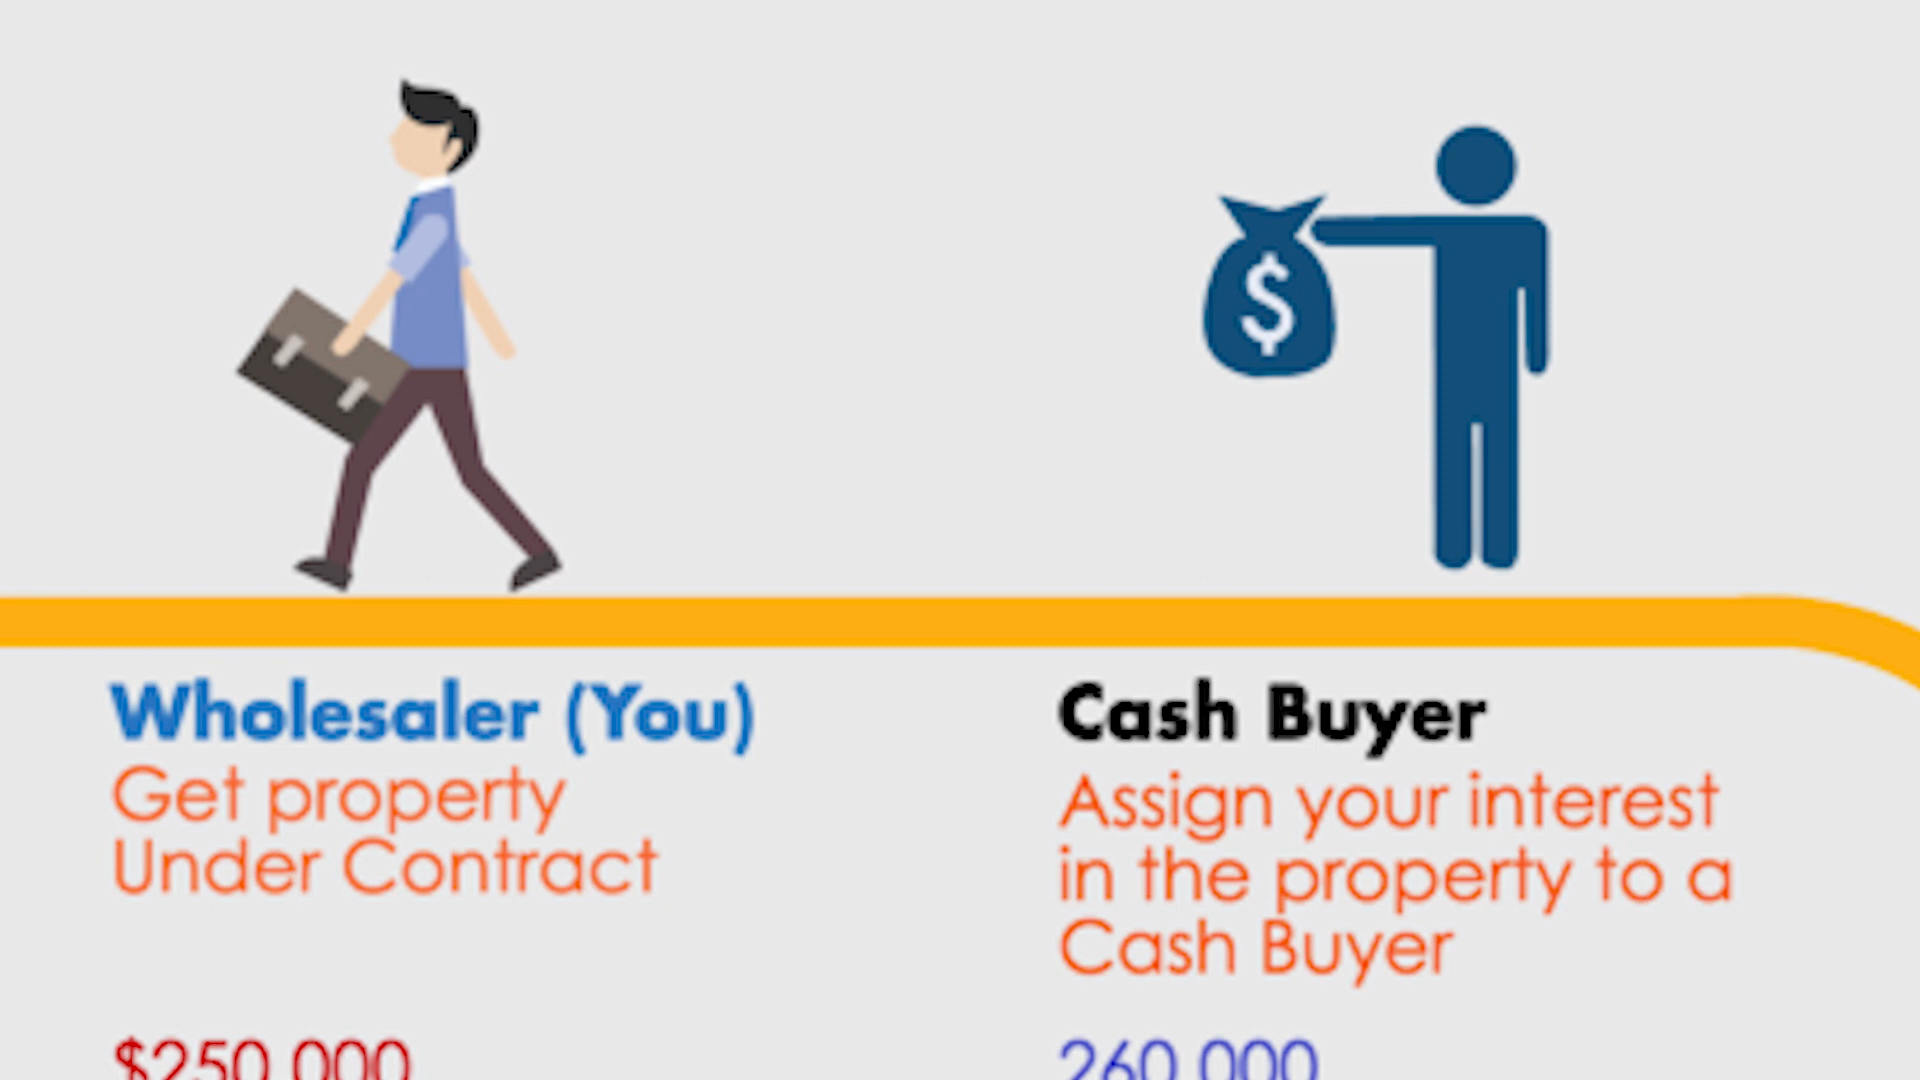 $
Wholesaler (You)
Get property
Under Contract
$250,000
Cash Buyer
Assign your interest
in the property to a
Cash Buyer
260,000